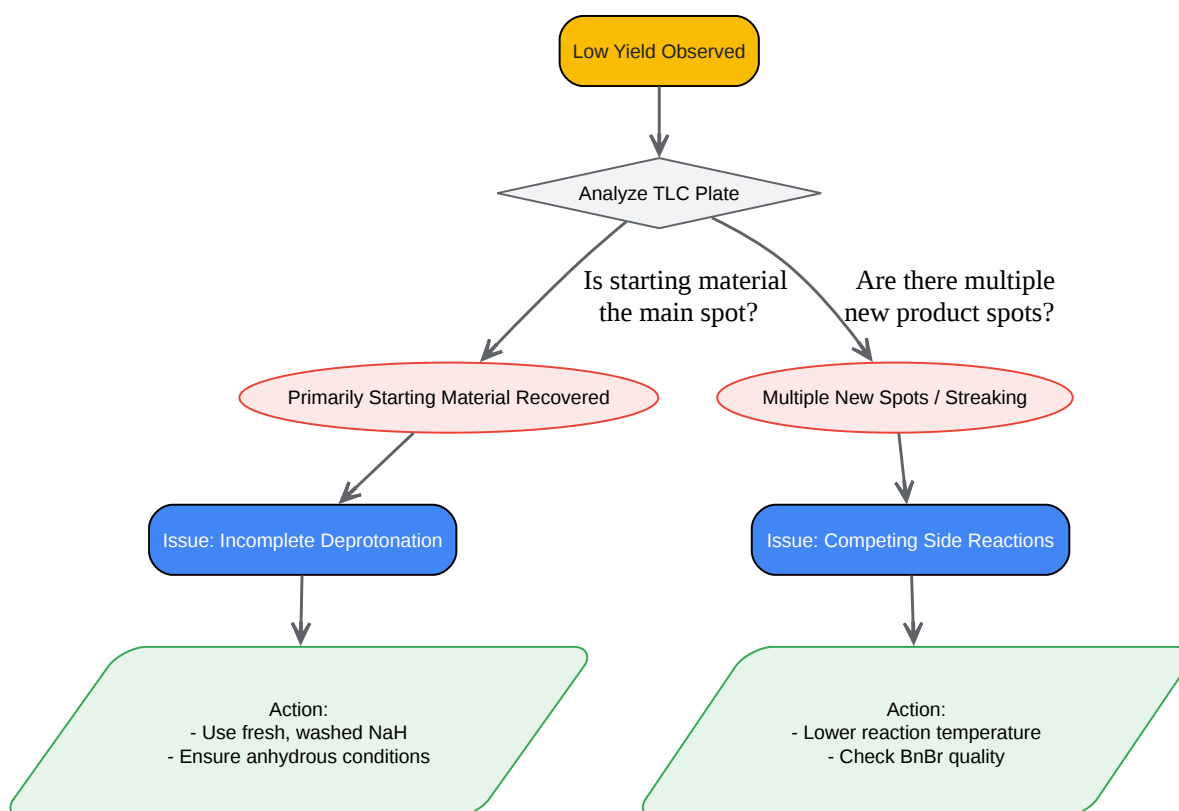 Low Yield Observed
Analyze TLC Plate
Is starting material
the main spot?
Are there multiple
new product spots?
Primarily Starting Material Recovered
Multiple New Spots / Streaking
Issue: Incomplete Deprotonation
Issue: Competing Side Reactions
Action:
- Use fresh, washed NaH
- Ensure anhydrous conditions
Action:
- Lower reaction temperature
- Check BnBr quality